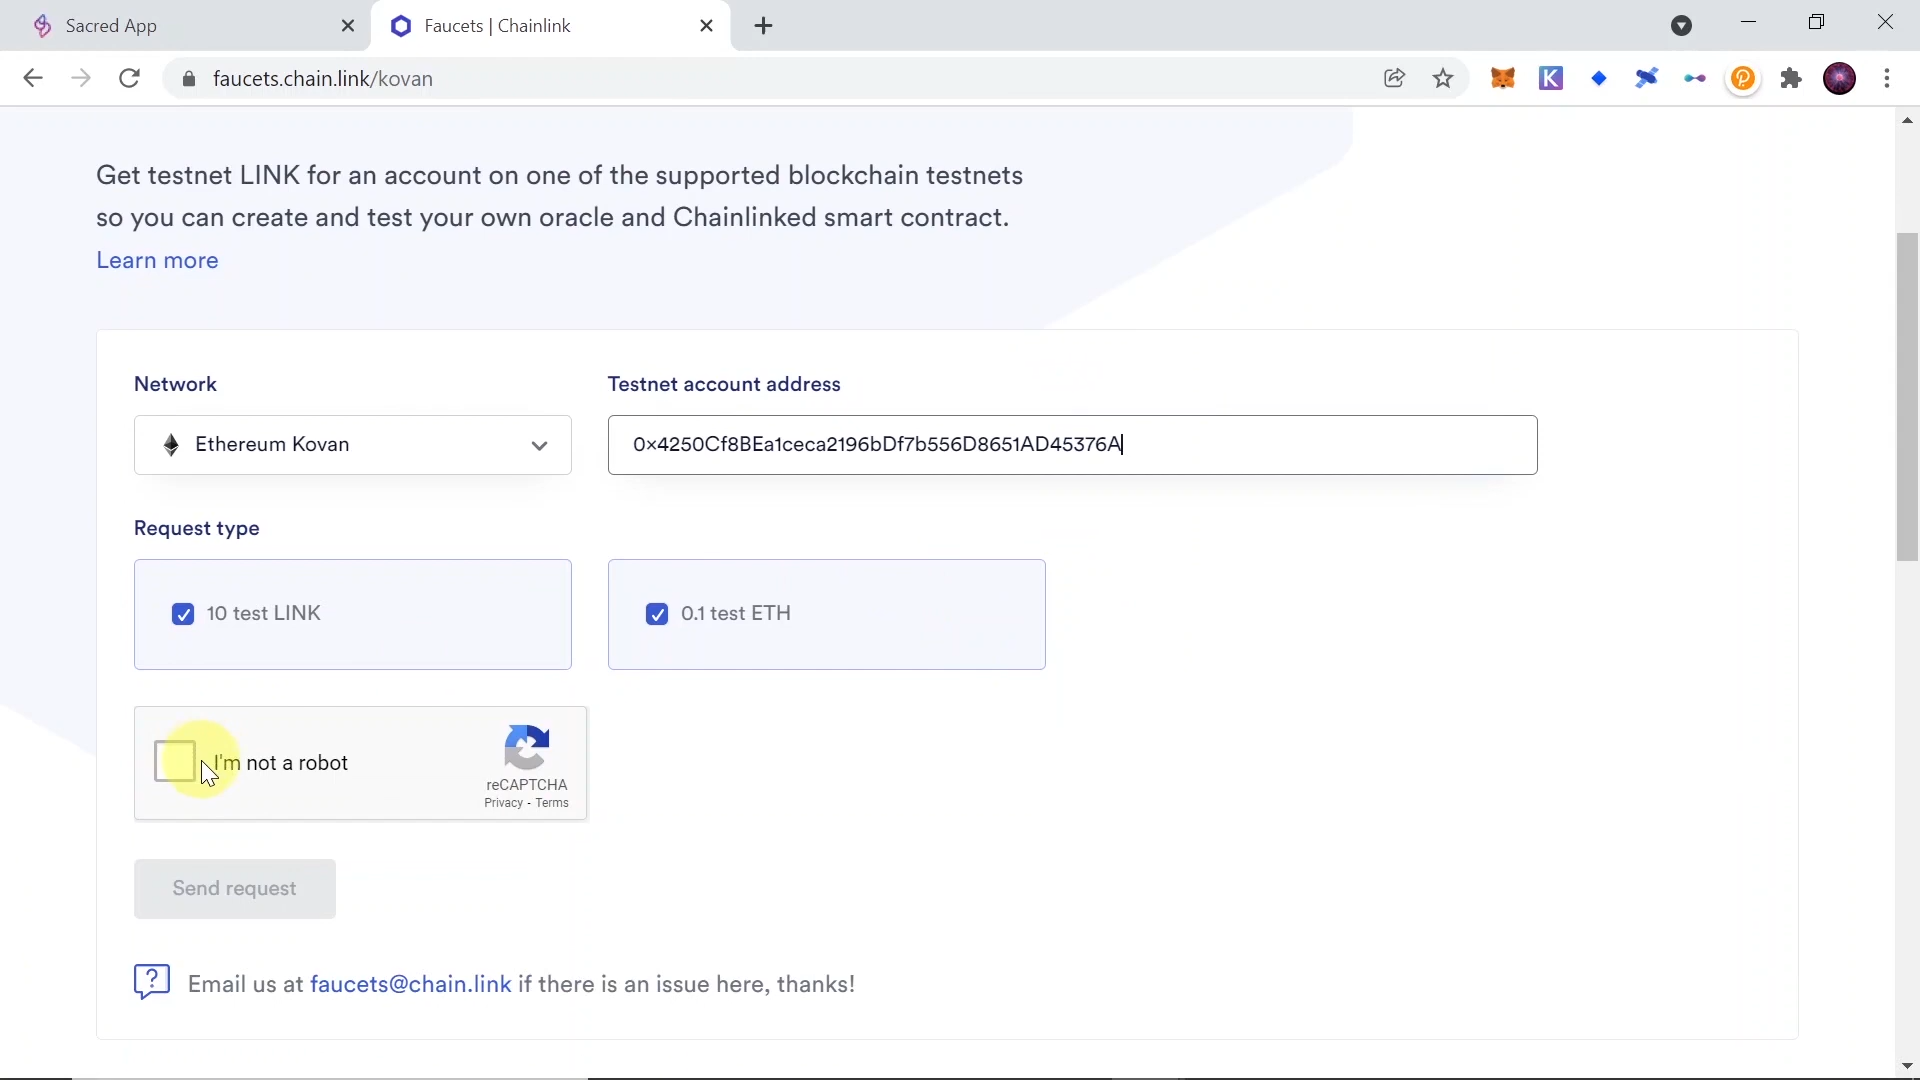 Sacred App
Faucets | Chainlink
faucets.chain.link/kovan
Get testnet LINK for an account on one of the supported blockchain testnets
so you can create and test your own oracle and Chainlinked smart contract.
Learn more
Network
Testnet account address
Ethereum Kovan
0x4250Cf8BEa1ceca2196bDf7b556D8651AD45376A
Request type
10 test LINK
0.1 test ETH
I'm not a robot
reCAPTCHA
Privacy - Terms
Send request
Email us at faucets@chain.link if there is an issue here, thanks!